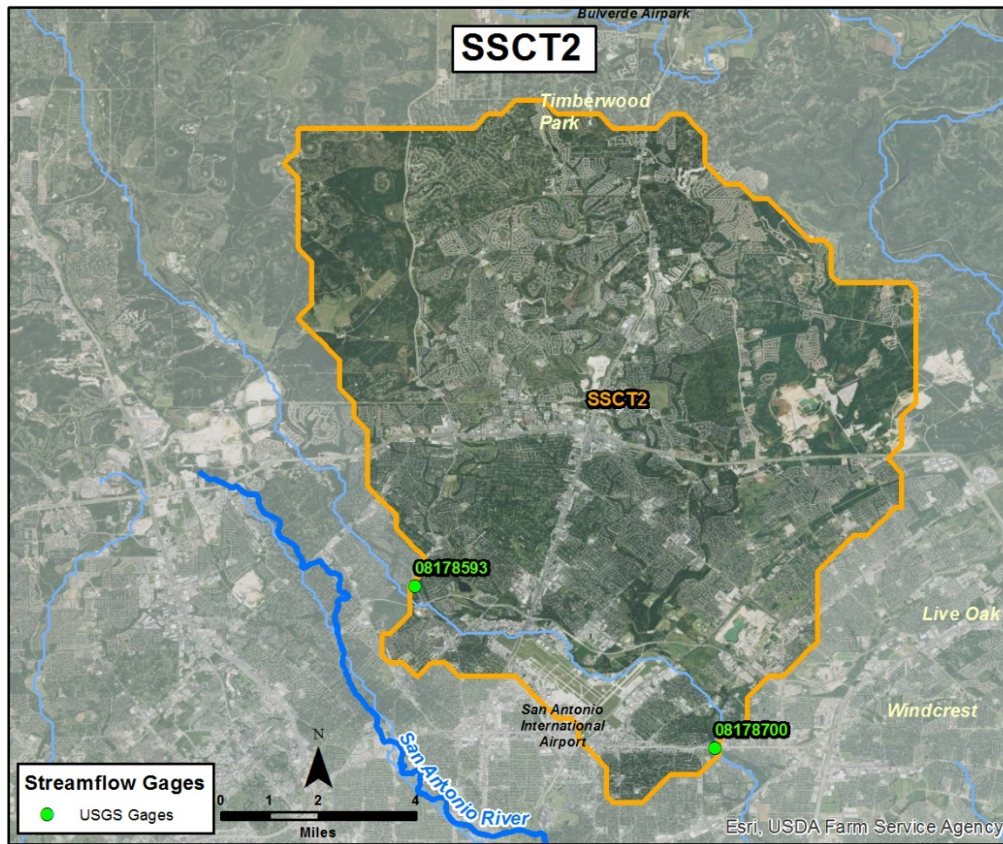 Bulverde Airpark
SSCT2
Timberwood
Park
SSCT2
08178593
Live Oak
San Antonio
International
Airport
Windcrest
08178700
San Antonio River
N
Streamflow Gages
USGS Gages
0 1 2 4
Miles
Esri, USDA Farm Service Agency